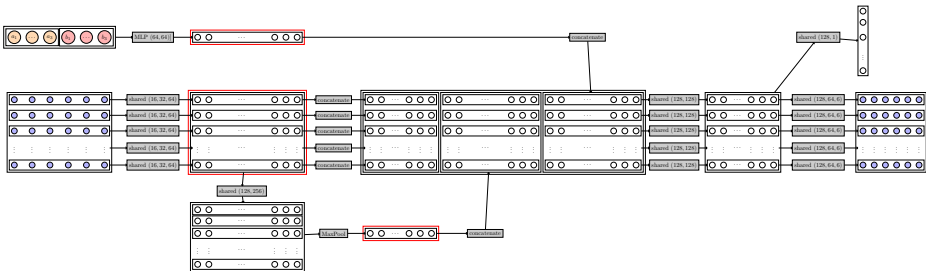 MLP (64, 64)]
concatenate
shared (128, 1)
shared (16, 32, 64)
concatenate
shared (128, 128)
shared (128, 64, 6)
shared (16, 32, 64)
concatenate
shared (128, 128)
shared (128, 64, 6)
shared (16, 32, 64)
concatenate
shared (128, 128)
shared (128, 64, 6)
shared (16, 32, 64)
concatenate
shared (128, 128)
shared (128, 64, 6)
shared (16, 32, 64)
concatenate
shared (128, 128)
shared (128, 64, 6)
shared (128, 256)
MaxPool
concatenate